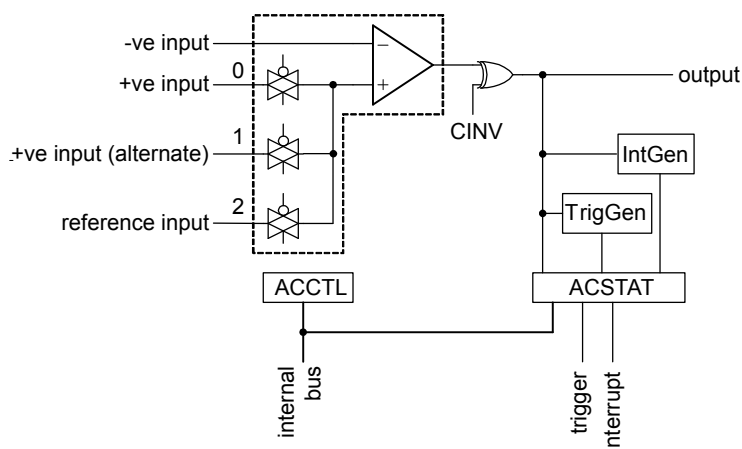 -ve input
−
output
+ve input
0
+
CINV
1
+ve input (alternate)
IntGen
2
reference input
TrigGen
ACCTL
ACSTAT
internal
bus
trigger
nterrupt